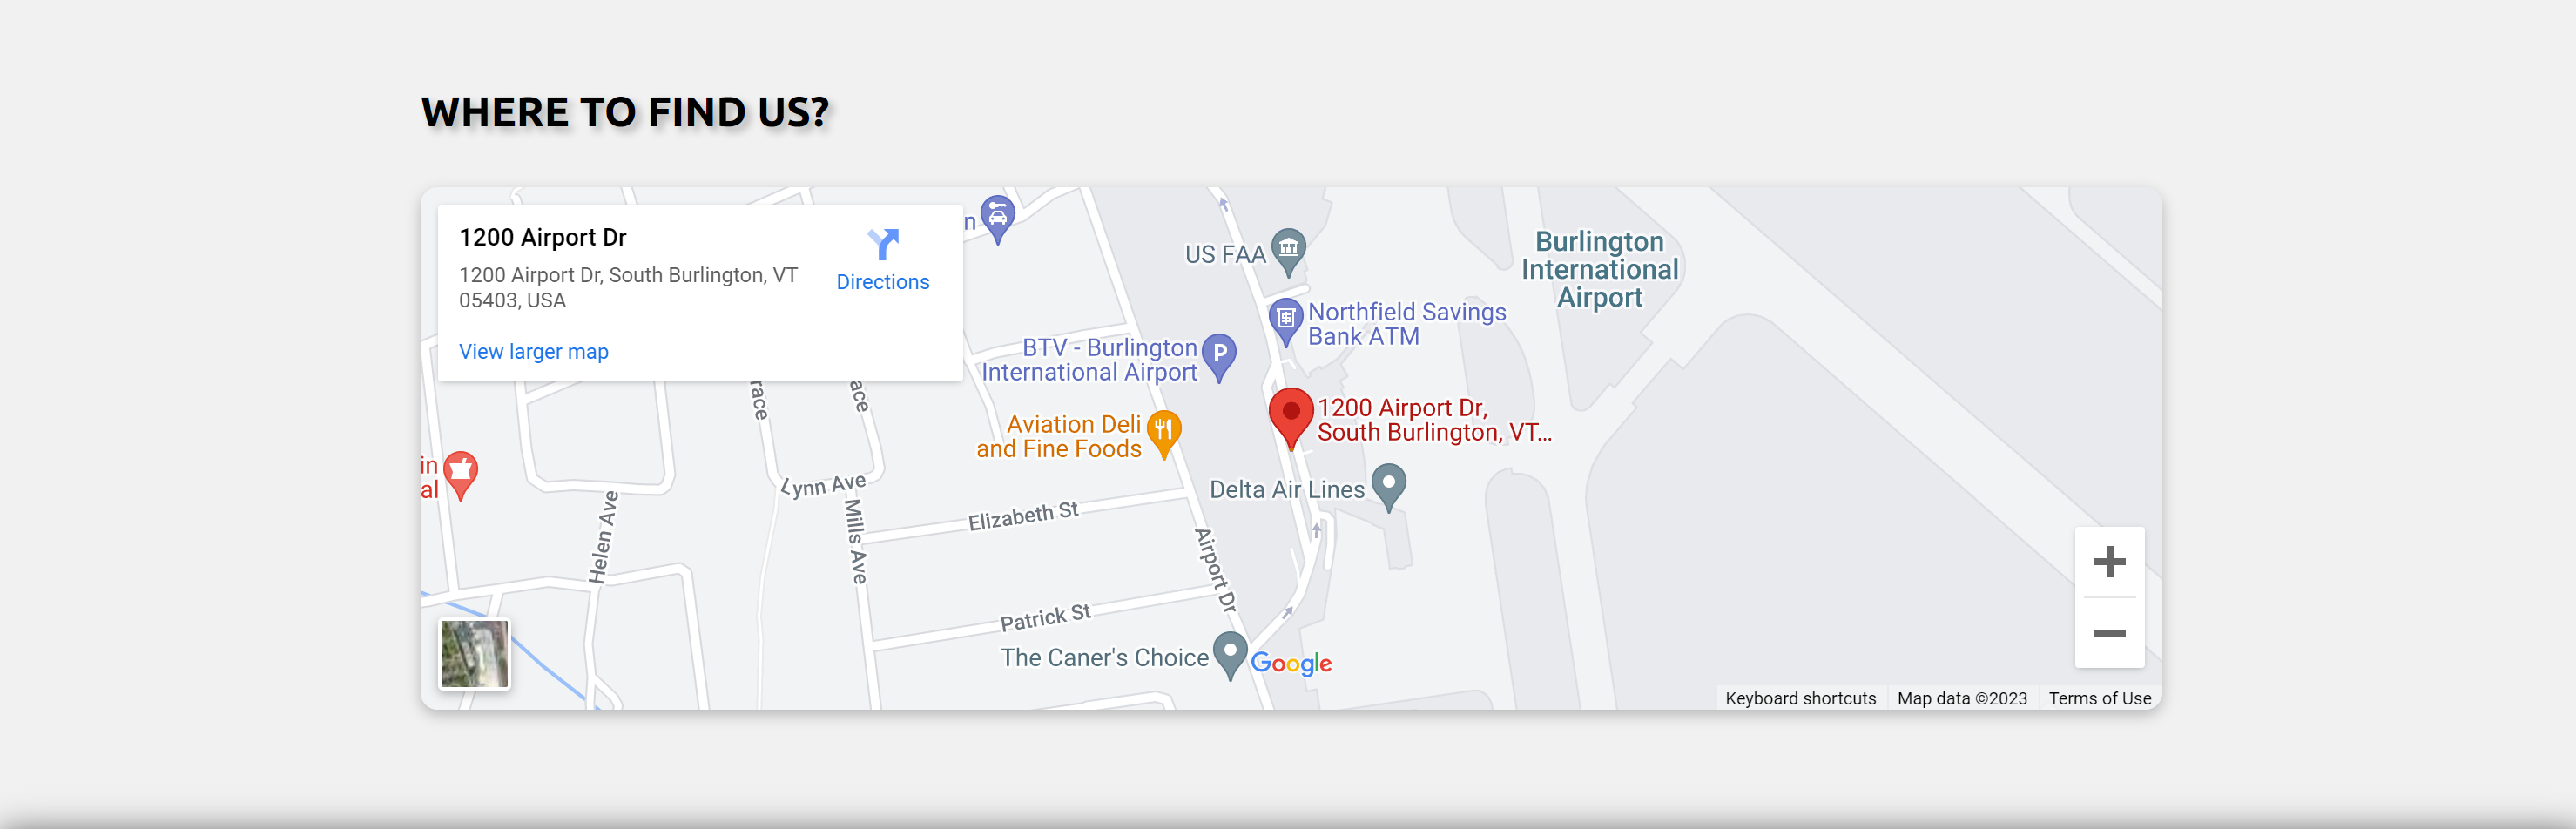 WHERE TO FIND US?
1200 Airport Dr
1200 Airport Dr, South Burlington, VT
05403, USA
Directions
View larger map
n
US FAA
Burlington
International
Airport
Northfield Savings
Bank ATM
BTV - Burlington
International Airport
P
race
ace
1200 Airport Dr,
South Burlington, VT...
Aviation Deli
and Fine Foods
in
al
Lynn Ave
Delta Air Lines
Helen Ave
Mills Ave
Elizabeth St
Airport Dr
Patrick St
The Caner's Choice
Google
Keyboard shortcuts
Map data ©2023
Terms of Use